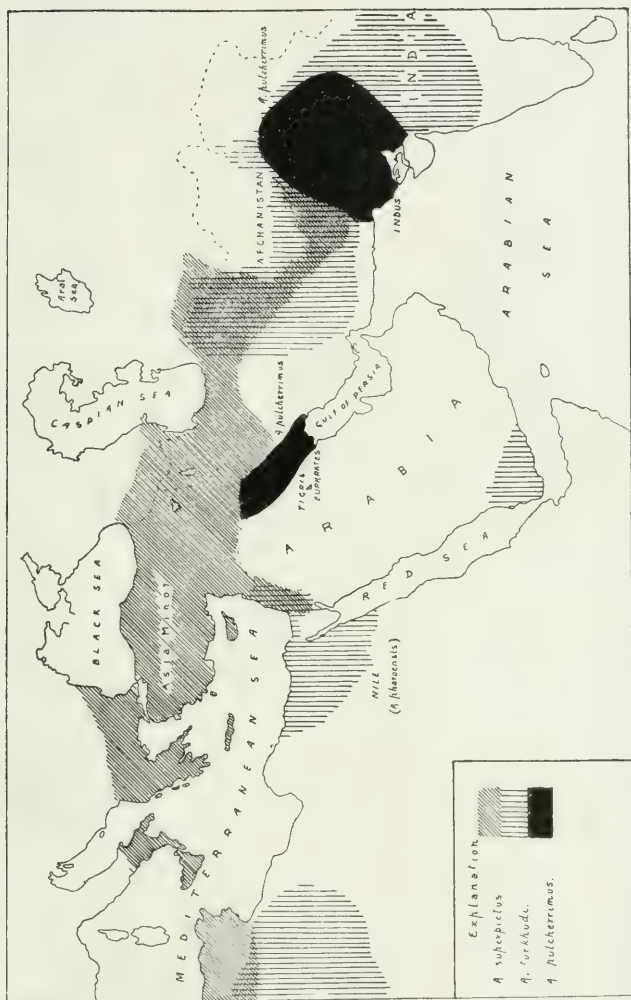 Aral
Sea
CASPIAN SEA
BLACK SEA
Asia Minor
MEDITERRANEAN SEA
AFGHANISTAN
A. pulcherrimus
INDIA
INDUS
A pulcherrimus
TIGRIS
&
EUPHRATES
GULF OF PERSIA
ARABIA
RED SEA
ARABIAN
SEA
NILE
(A pharoensis)
Explanation
A superpictus
A. turkhudi.
A pulcherrimus.